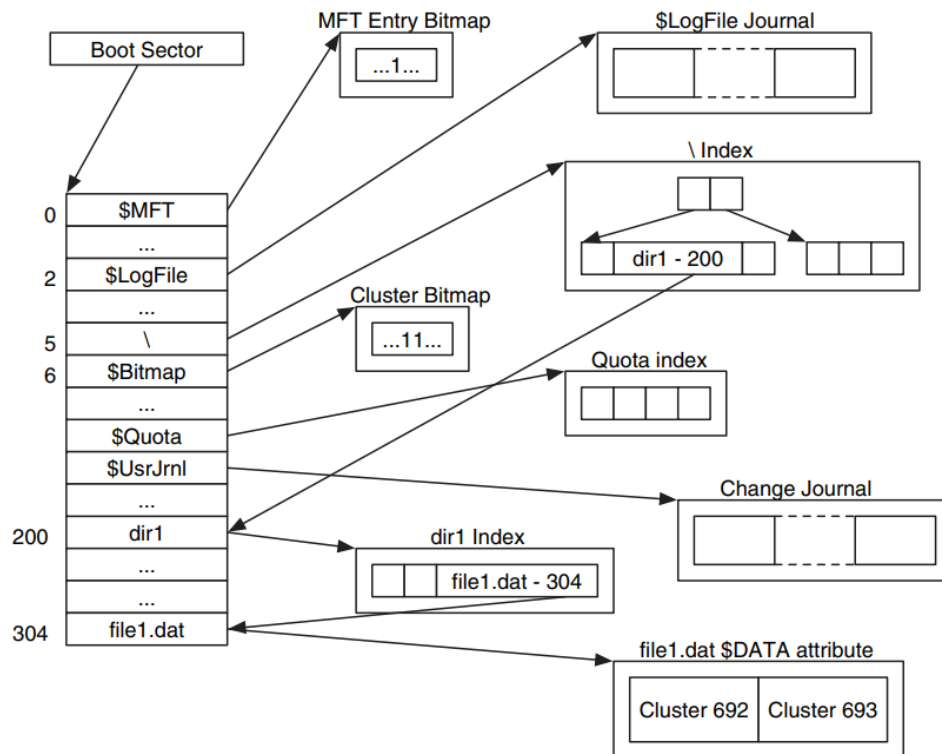 MFT Entry Bitmap
...1...
$LogFile Journal
Boot Sector
\ Index
dir1 - 200
0 $MFT
...
2 $LogFile
...
5 \
6 $Bitmap
...
$Quota
$UsrJrnl
...
200 dir1
...
...
304 file1.dat
Cluster Bitmap
...11...
Quota index
Change Journal
dir1 Index
file1.dat - 304
file1.dat $DATA attribute
Cluster 692 Cluster 693